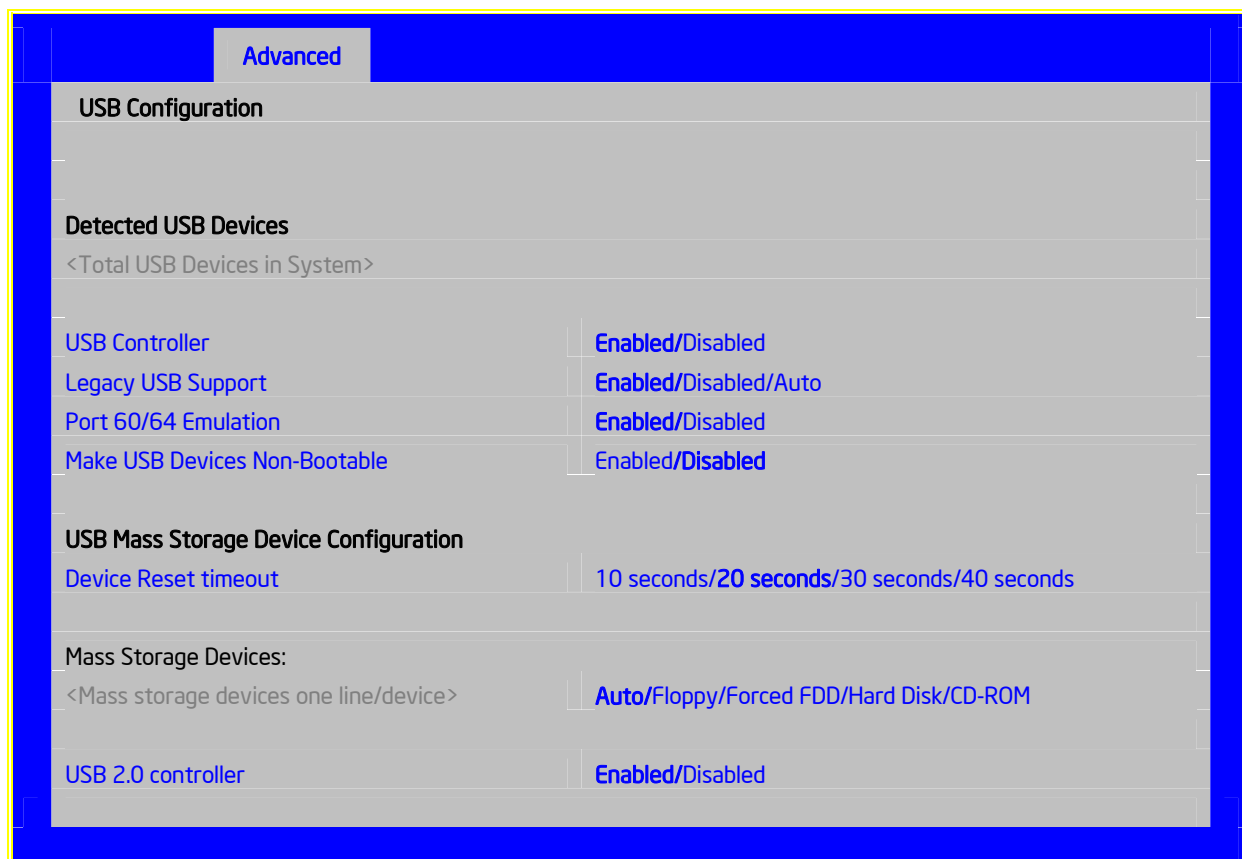 Advanced
USB Configuration
Detected USB Devices
<Total USB Devices in System>
USB Controller Enabled/Disabled
Legacy USB Support Enabled/Disabled/Auto
Port 60/64 Emulation Enabled/Disabled
Make USB Devices Non-Bootable Enabled/Disabled
USB Mass Storage Device Configuration
Device Reset timeout 10 seconds/20 seconds/30 seconds/40 seconds
Mass Storage Devices:
<Mass storage devices one line/device> Auto/Floppy/Forced FDD/Hard Disk/CD-ROM
USB 2.0 controller Enabled/Disabled